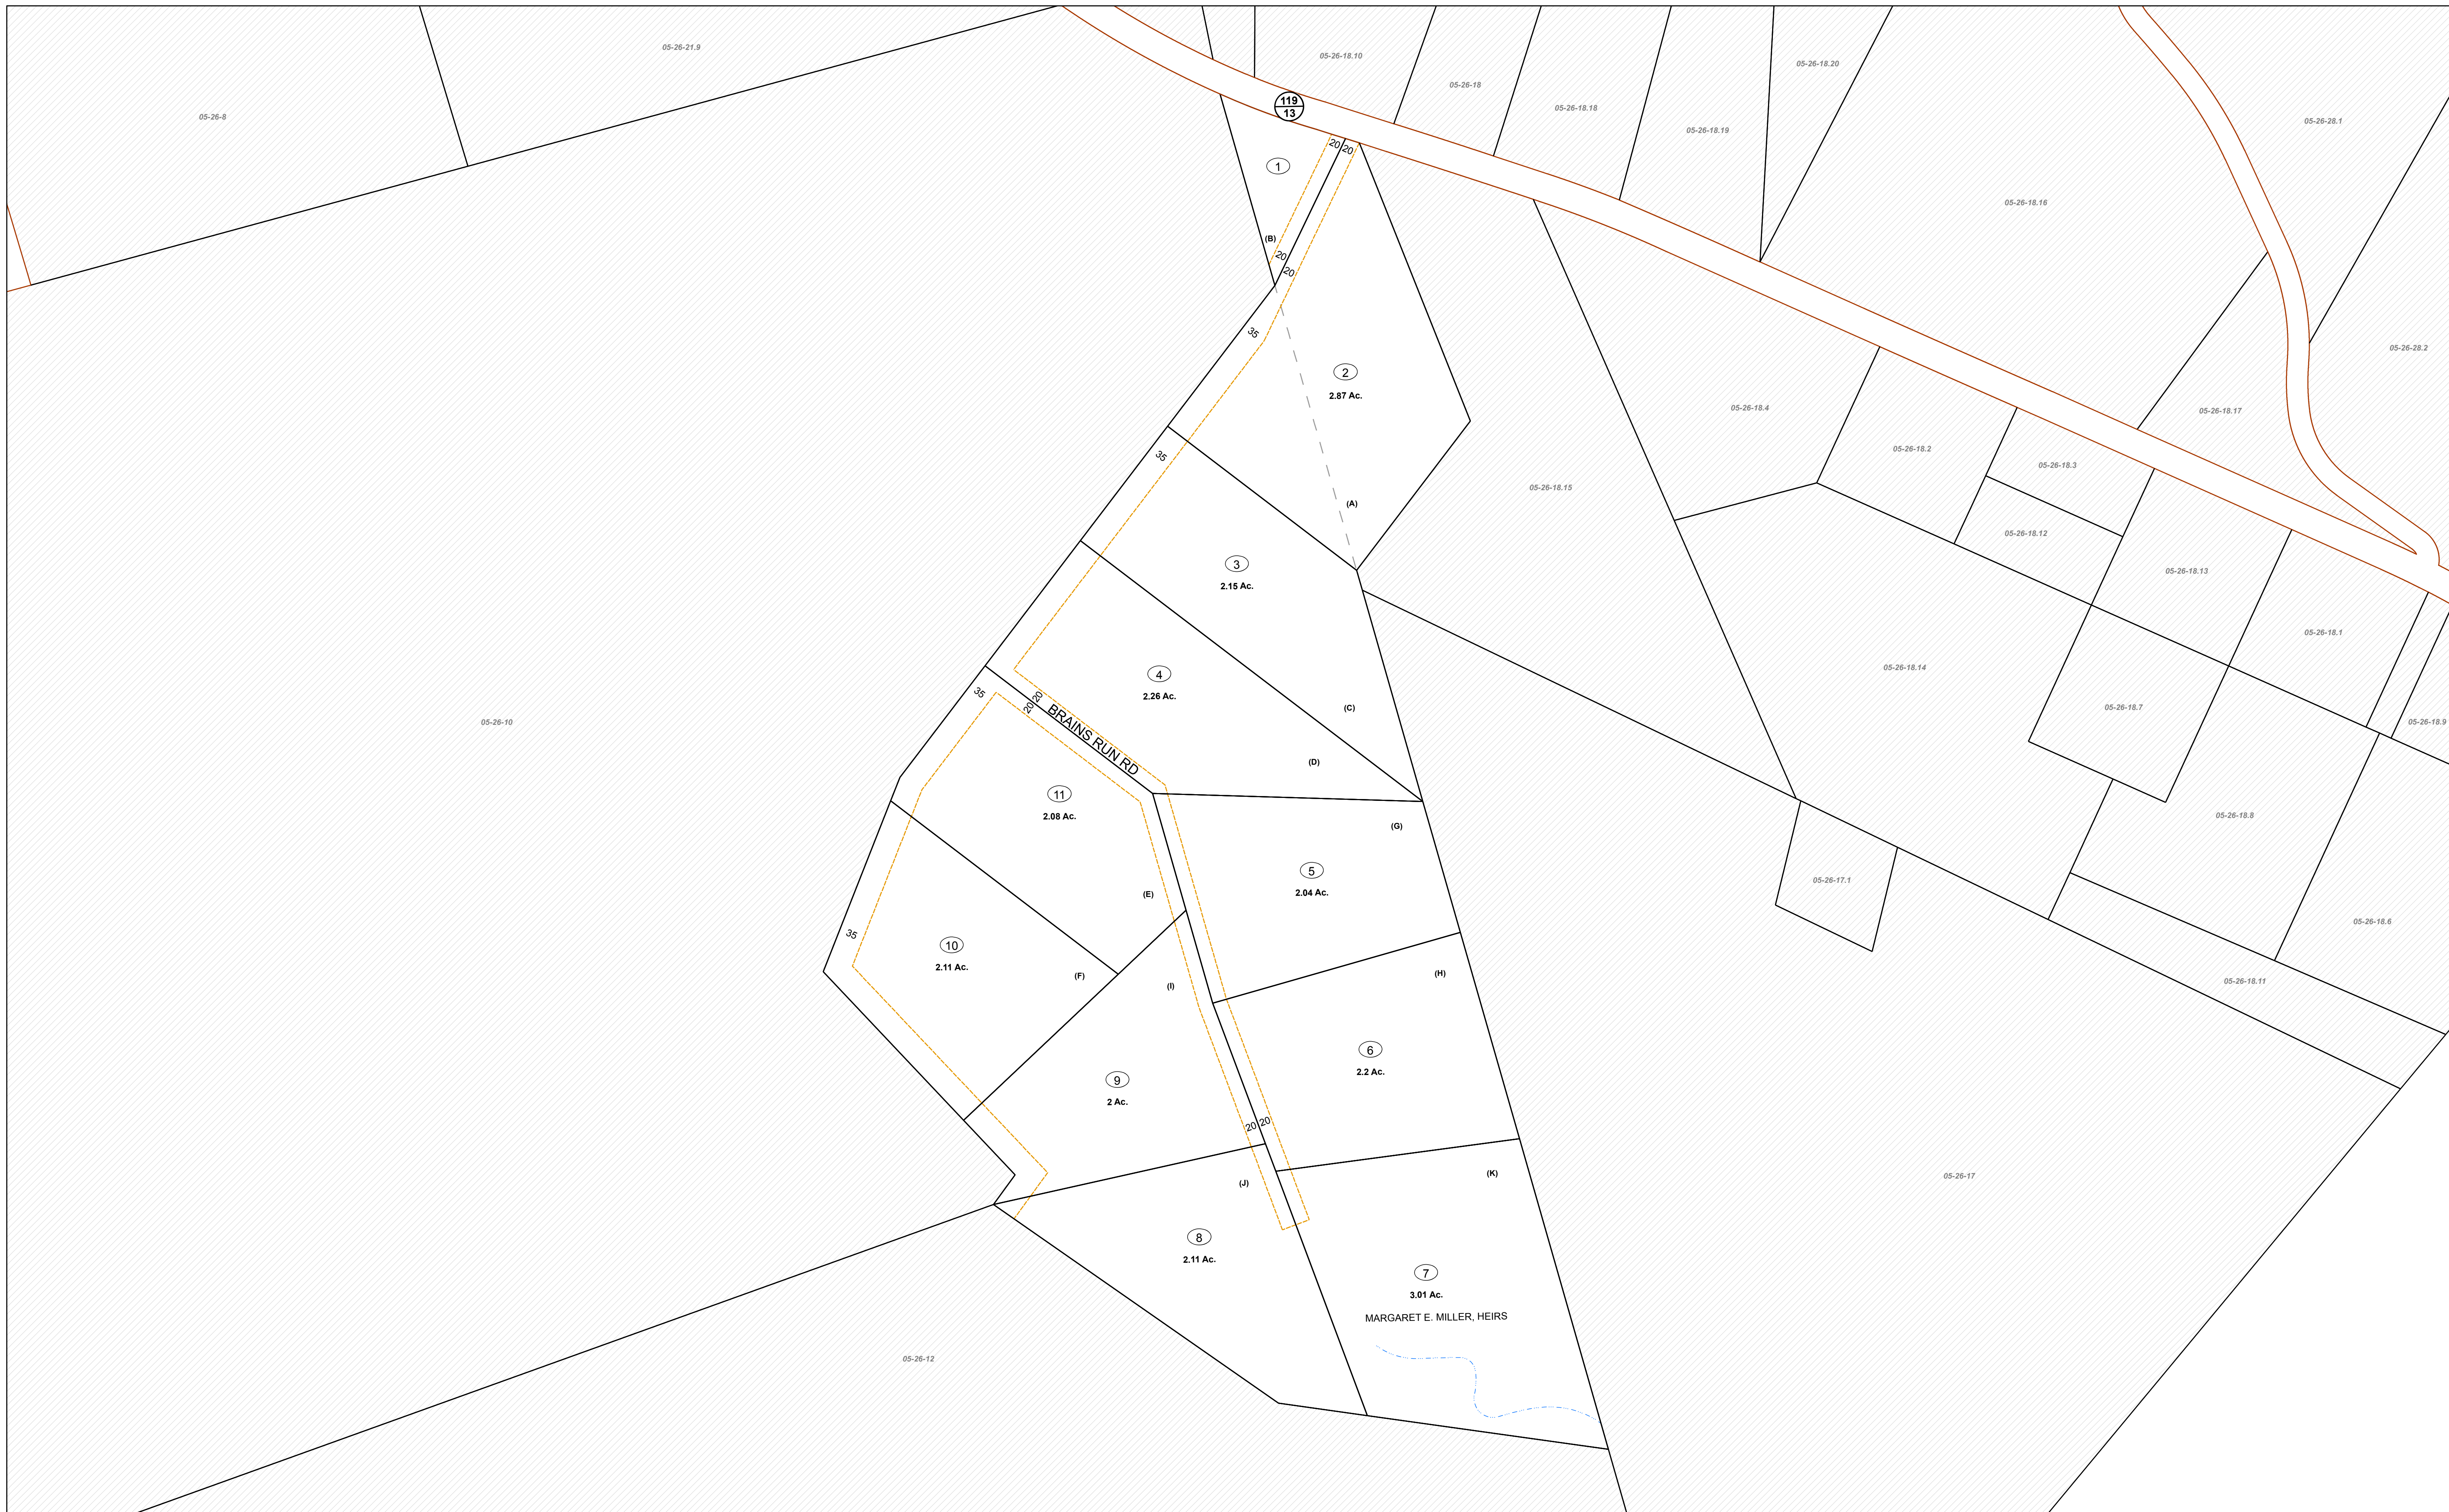 05-26-21.9
05-26-18.10
05-26-18.20
05-26-18
05-26-18.18
05-26-8
119
13
05-26-18.19
05-26-28.1
20
20
1
05-26-18.16
(B)
20
20
35
05-26-28.2
2
2.87 Ac.
05-26-18.4
05-26-18.17
35
05-26-18.2
05-26-18.3
05-26-18.15
(A)
05-26-18.12
3
2.15 Ac.
05-26-18.13
05-26-18.1
4
2.26 Ac.
05-26-18.14
35
20
20
BRAINS RUN RD
(C)
05-26-18.7
05-26-10
05-26-18.9
(D)
11
2.08 Ac.
(G)
05-26-18.8
5
2.04 Ac.
05-26-17.1
(E)
05-26-18.6
35
10
2.11 Ac.
(F)
(H)
(I)
05-26-18.11
6
2.2 Ac.
9
2 Ac.
20
20
(J)
(K)
05-26-17
8
2.11 Ac.
7
3.01 Ac.
MARGARET E. MILLER, HEIRS
05-26-12